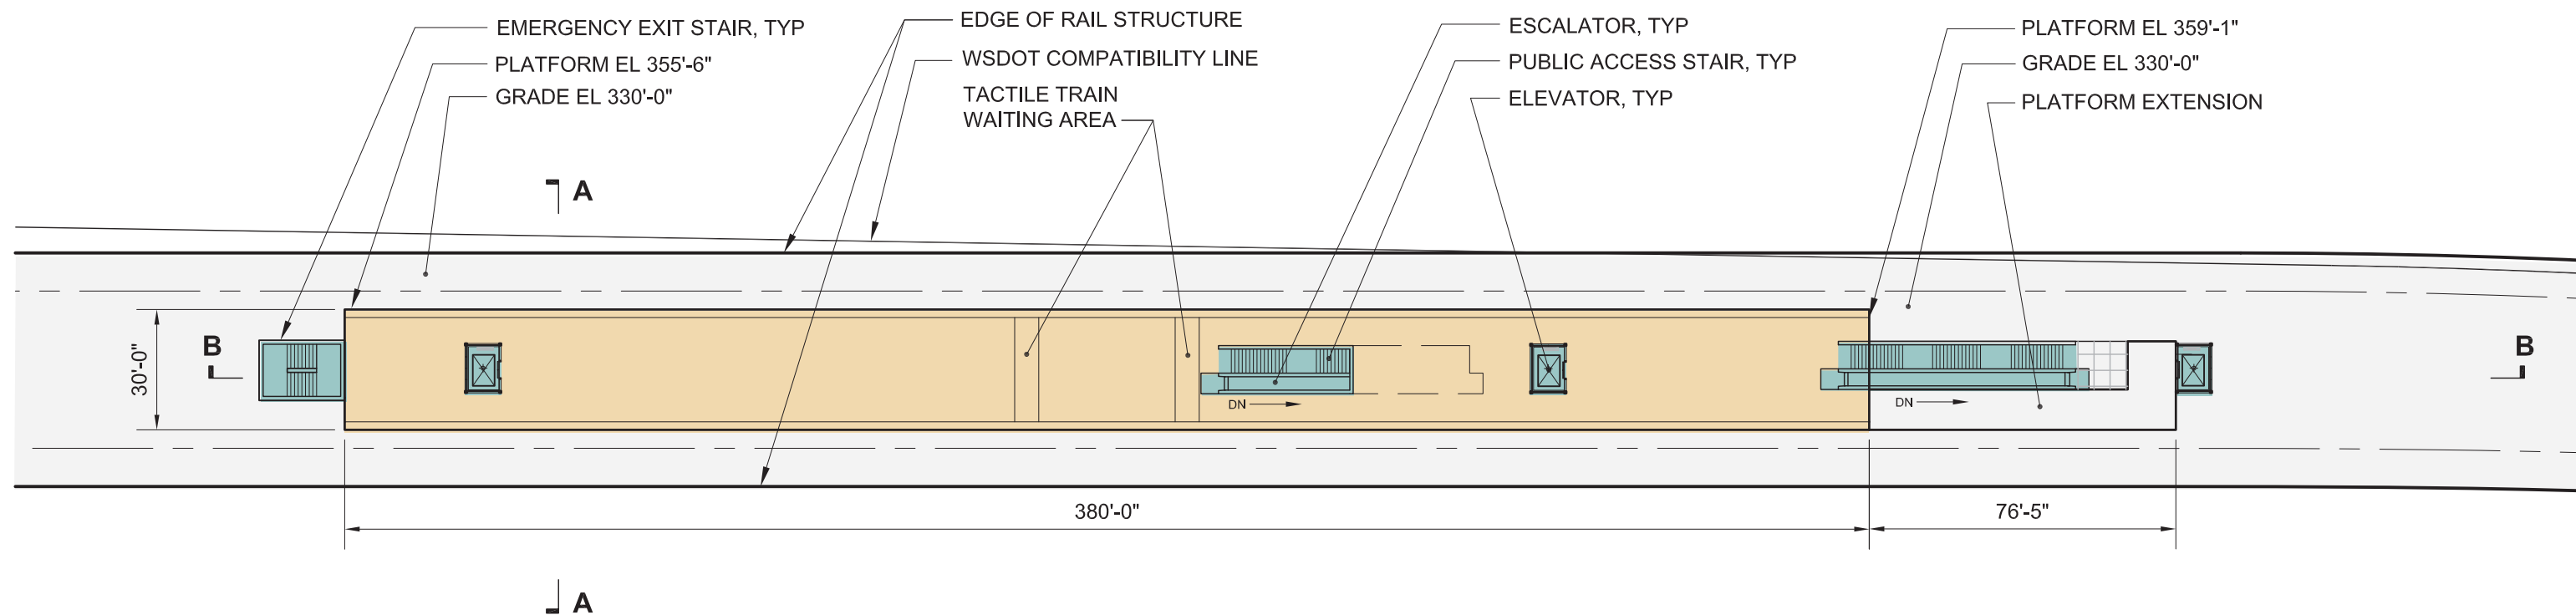 EMERGENCY EXIT STAIR, TYP
PLATFORM EL 355'-6"
GRADE EL 330'-0"
EDGE OF RAIL STRUCTURE
WSDOT COMPATIBILITY LINE
TACTILE TRAIN
WAITING AREA
ESCALATOR, TYP
PUBLIC ACCESS STAIR, TYP
ELEVATOR, TYP
PLATFORM EL 359'-1"
GRADE EL 330'-0"
PLATFORM EXTENSION
A
B
30'-0"
DN
DN
B
380'-0"
76'-5"
A